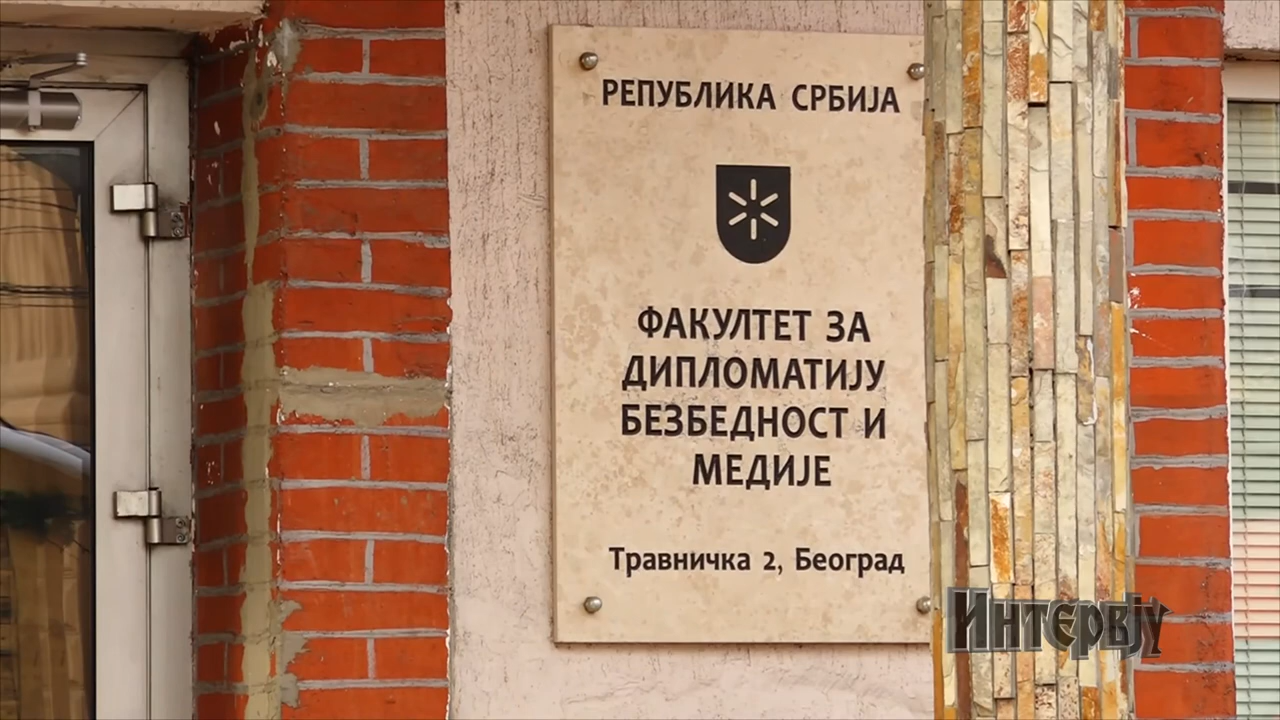 РЕПУБЛИКА СРБИЈА
ФАКУЛТЕТ ЗА
ДИПЛОМАТИЈУ
БЕЗБЕДНОСТ И
МЕДИЈЕ
Травничка 2, Београд
Интервју